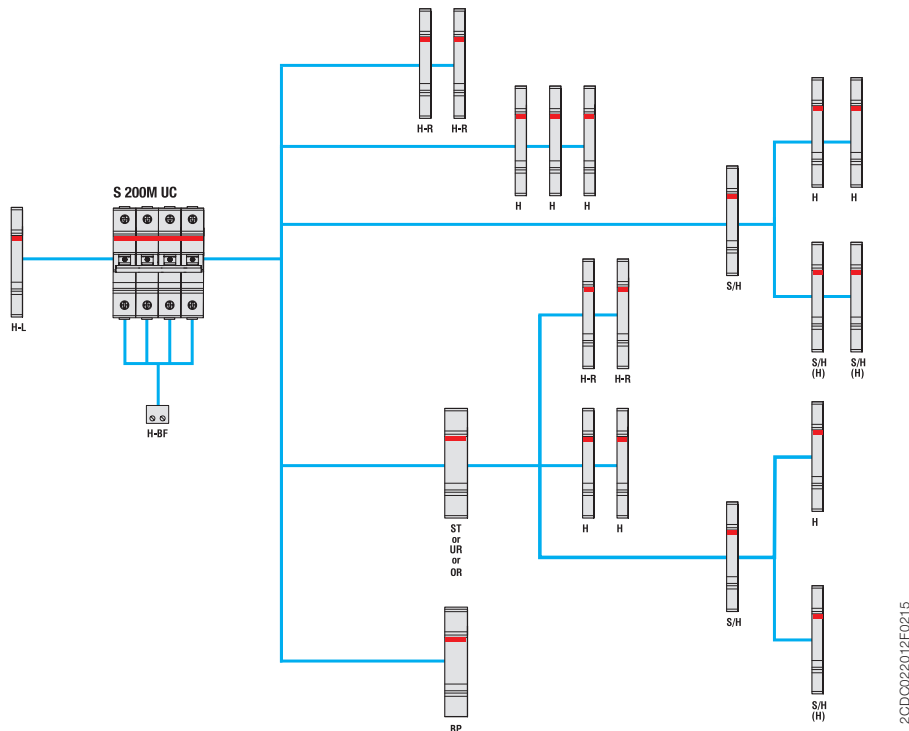 H-R H-R
H H H
S 200M UC
H H
S/H
H-L
S/H
(H)
S/H
(H)
H-R H-R
H-BF
H H
ST
or
UR
or
OR
H
S/H
S/H
(H)
BP
2CDC022012F0215